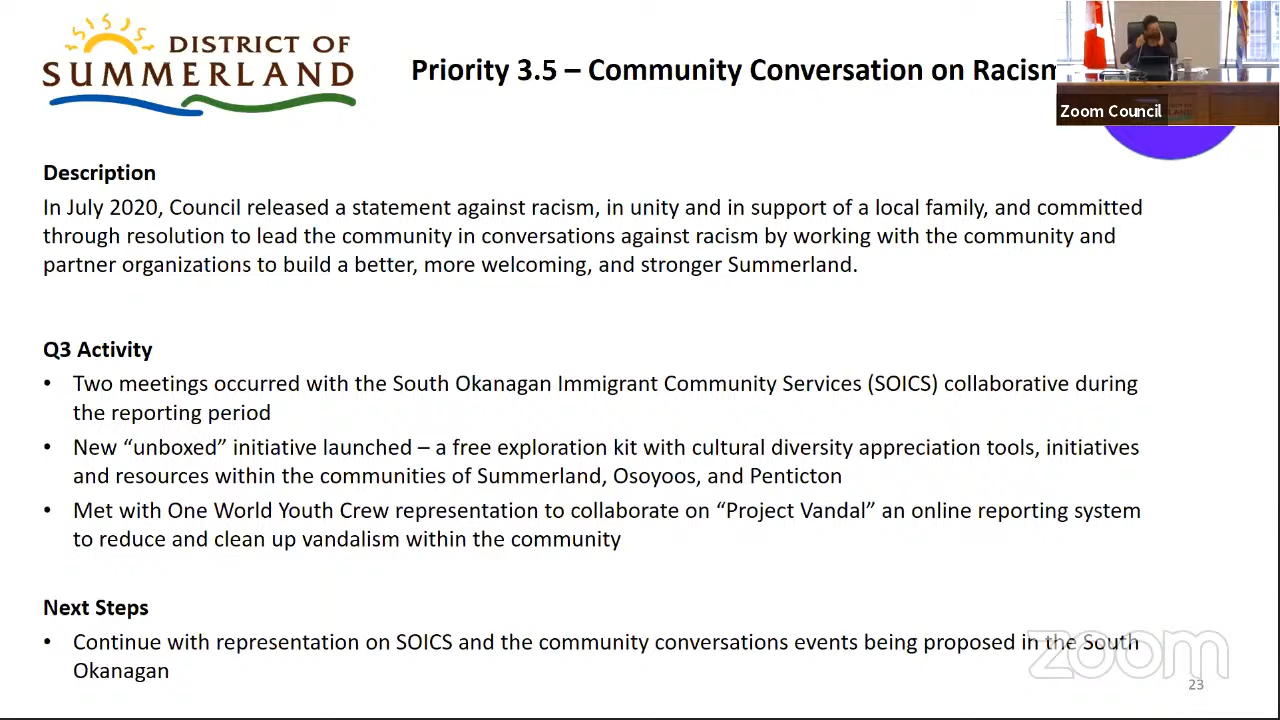 DISTRICT OF
SUMMERLAND
Priority 3.5 – Community Conversation on Racism
Zoom Council
Description
In July 2020, Council released a statement against racism, in unity and in support of a local family, and committed
through resolution to lead the community in conversations against racism by working with the community and
partner organizations to build a better, more welcoming, and stronger Summerland.
Q3 Activity
• Two meetings occurred with the South Okanagan Immigrant Community Services (SOICS) collaborative during
the reporting period
• New “unboxed” initiative launched – a free exploration kit with cultural diversity appreciation tools, initiatives
and resources within the communities of Summerland, Osoyoos, and Penticton
• Met with One World Youth Crew representation to collaborate on “Project Vandal” an online reporting system
to reduce and clean up vandalism within the community
Next Steps
• Continue with representation on SOICS and the community conversations events being proposed in the South
Okanagan
zoom
23